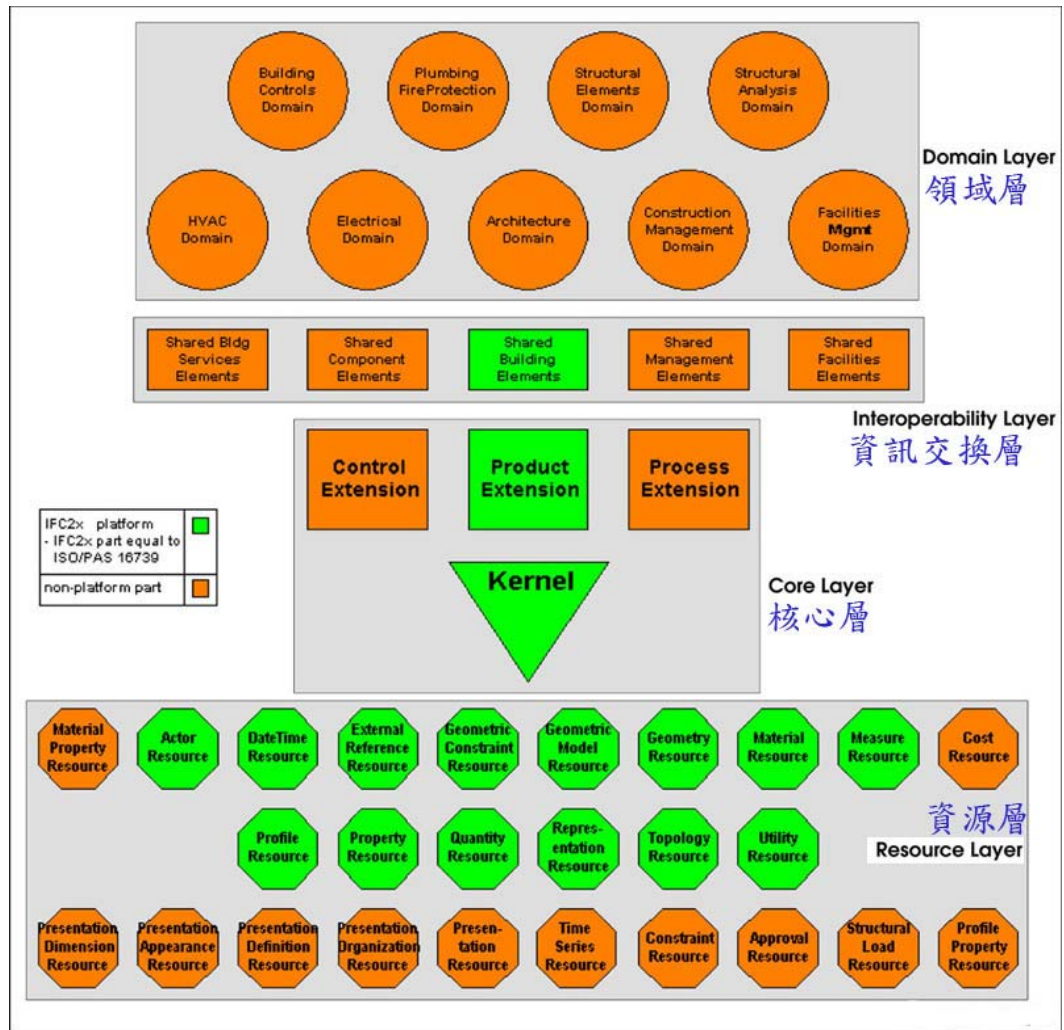 Building
Controls
Domain
Plumbing
FireProtection
Domain
Structural
Elements
Domain
Structural
Analysis
Domain
Domain Layer
領域層
HVAC
Domain
Electrical
Domain
Architecture
Domain
Construction
Management
Domain
Facilities
Mgmt
Domain
Shared Bldg
Services
Elements
Shared
Component
Elements
Shared
Building
Elements
Shared
Management
Elements
Shared
Facilities
Elements
Interoperability Layer
資訊交換層
Control
Extension
Product
Extension
Process
Extension
IFC2x platform
- IFC2x part equal to
ISO/PAS 16739
non-platform part
Kernel
Core Layer
核心層
Material
Property
Resource
Actor
Resource
DateTime
Resource
External
Reference
Resource
Geometric
Constraint
Resource
Geometric
Model
Resource
Geometry
Resource
Material
Resource
Measure
Resource
Cost
Resource
Profile
Resource
Property
Resource
Quantity
Resource
Repres-
entation
Resource
Topology
Resource
Utility
Resource
資源層
Resource Layer
Presentation
Dimension
Resource
Presentation
Appearance
Resource
Presentation
Definition
Resource
Presentation
Organization
Resource
Presen-
tation
Resource
Time
Series
Resource
Constraint
Resource
Approval
Resource
Structural
Load
Resource
Profile
Property
Resource